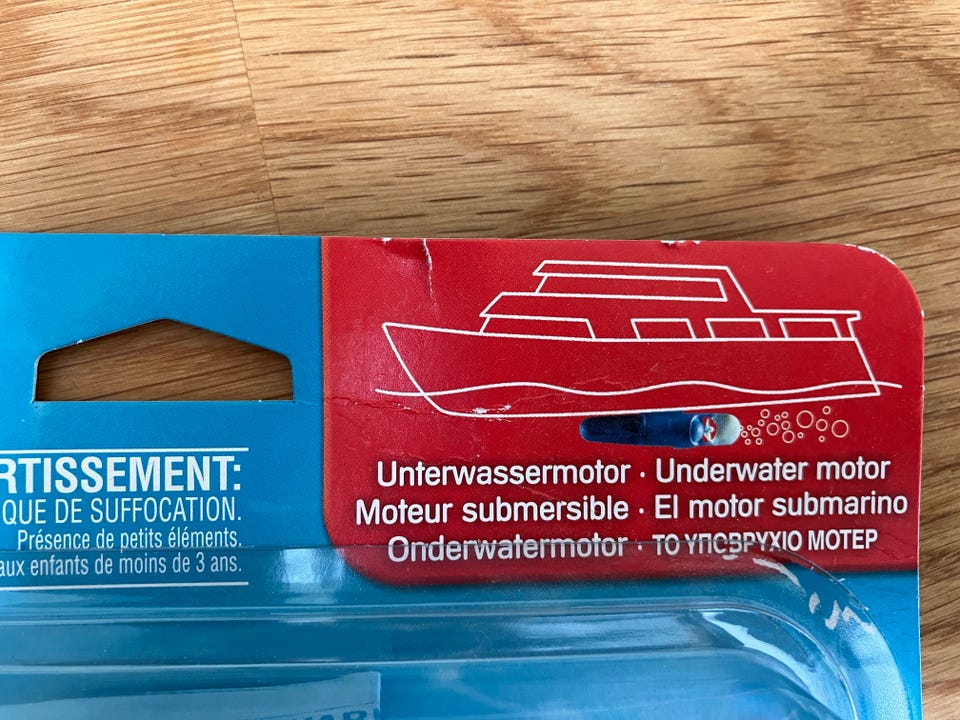 RTISSEMENT:
QUE DE SUFFOCATION.
Présence de petits éléments.
aux enfants de moins de 3 ans.
Unterwassermotor · Underwater motor
Moteur submersible · El motor submarino
Onderwatermotor · ΤΟ ΥΠΟΒΡΥΧΙΟ ΜΟΤΕΡ